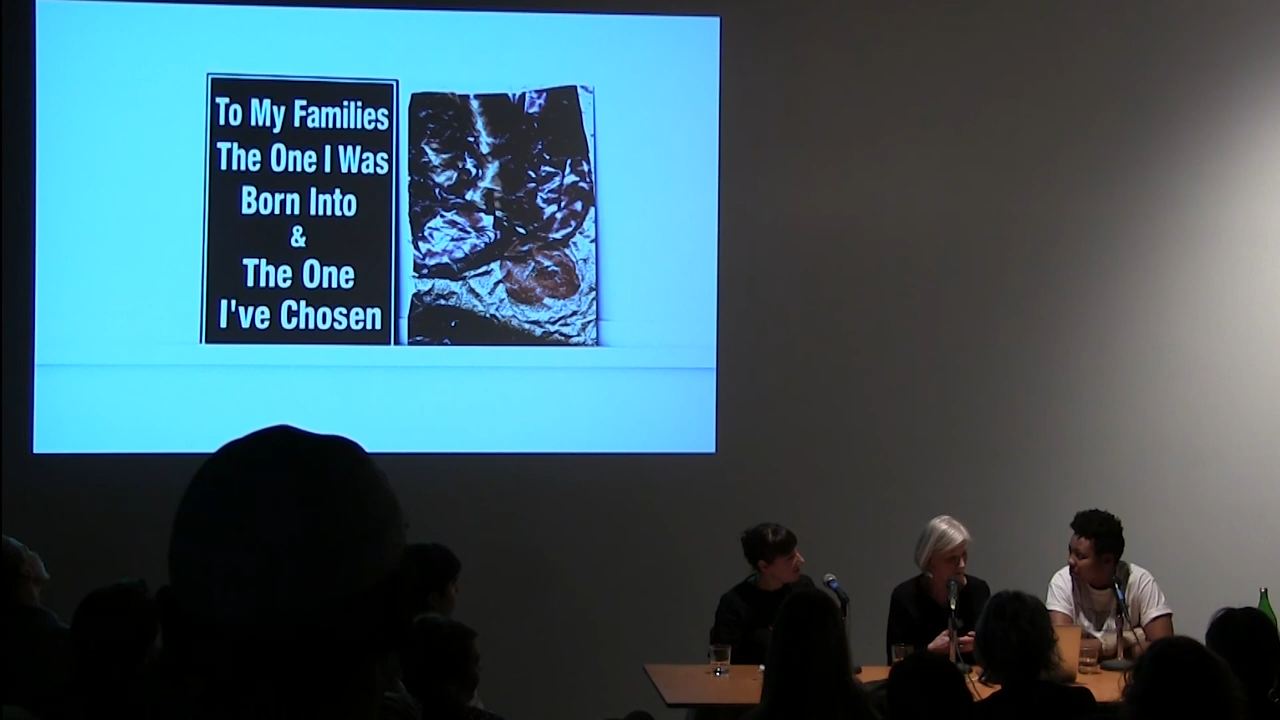 To My Families
The One I Was
Born Into
&
The One
I've Chosen